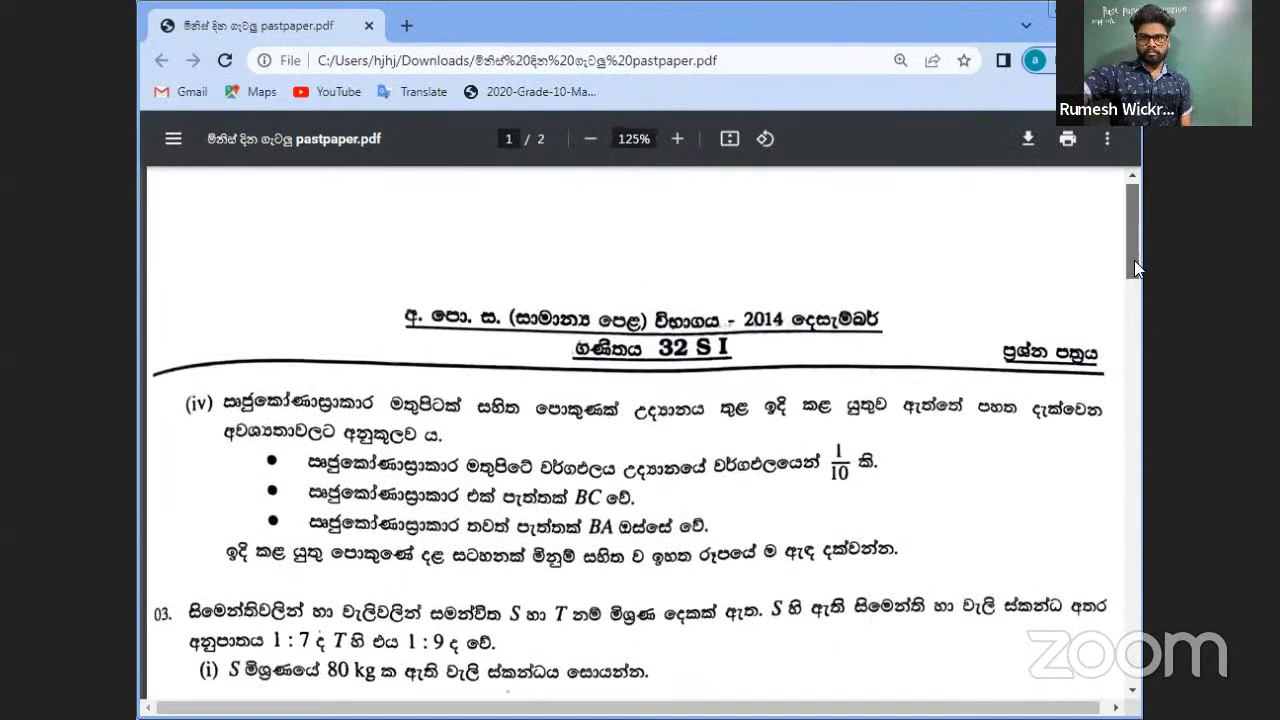 මිනිස් දින ගැටලු pastpaper.pdf
File C:/Users/hjhj/Downloads/මිනිස්%20දින%20ගැටලු%20pastpaper.pdf
Gmail Maps YouTube Translate 2020-Grade-10-Ma...
Rumesh Wickr...
මිනිස් දින ගැටලු pastpaper.pdf 1 / 2 125%
අ. පො. ස. (සාමාන්‍ය පෙළ) විභාගය - 2014 දෙසැම්බර්
ගණිතය 32 S I
ප්‍රශ්න පත්‍රය
(iv) සෘජුකෝණාස්‍රාකාර මතුපිටක් සහිත පොකුණක් උද්‍යානය තුළ ඉදි කළ යුතුව ඇත්තේ පහත දැක්වෙන
අවශ්‍යතාවලට අනුකූලව ය.
● සෘජුකෝණාස්‍රාකාර මතුපිටේ වර්ගඵලය උද්‍යානයේ වර්ගඵලයෙන් 1/10 කි.
● සෘජුකෝණාස්‍රාකාර එක් පැත්තක් BC වේ.
● සෘජුකෝණාස්‍රාකාර තවත් පැත්තක් BA ඔස්සේ වේ.
ඉදි කළ යුතු පොකුණේ දළ සටහනක් මිනුම් සහිත ව ඉහත රූපයේ ම ඇඳ දක්වන්න.
03. සිමෙන්තිවලින් හා වැලිවලින් සමන්විත S හා T නම් මිශ්‍රණ දෙකක් ඇත. S හි ඇති සිමෙන්ති හා වැලි ස්කන්ධ අතර
අනුපාතය 1 : 7 ද T හි එය 1 : 9 ද වේ.
(i) S මිශ්‍රණයේ 80 kg ක ඇති වැලි ස්කන්ධය සොයන්න.
zoom